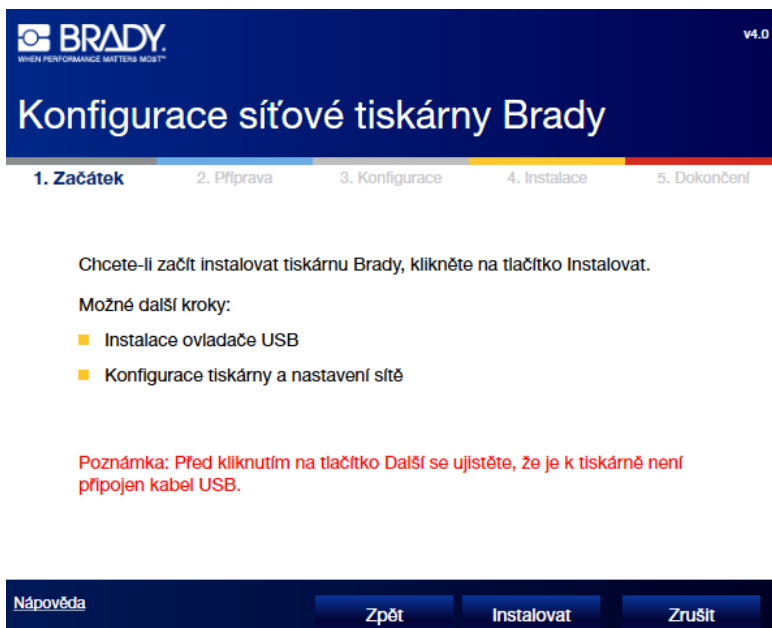 BRADY.
WHEN PERFORMANCE MATTERS MOST™
v4.0
Konfigurace síťové tiskárny Brady
1. Začátek
2. Příprava
3. Konfigurace
4. Instalace
5. Dokončení
Chcete-li začít instalovat tiskárnu Brady, klikněte na tlačítko Instalovat.
Možné další kroky:
Instalace ovladače USB
Konfigurace tiskárny a nastavení sítě
Poznámka: Před kliknutím na tlačítko Další se ujistěte, že je k tiskárně není
připojen kabel USB.
Nápověda
Zpět
Instalovat
Zrušit